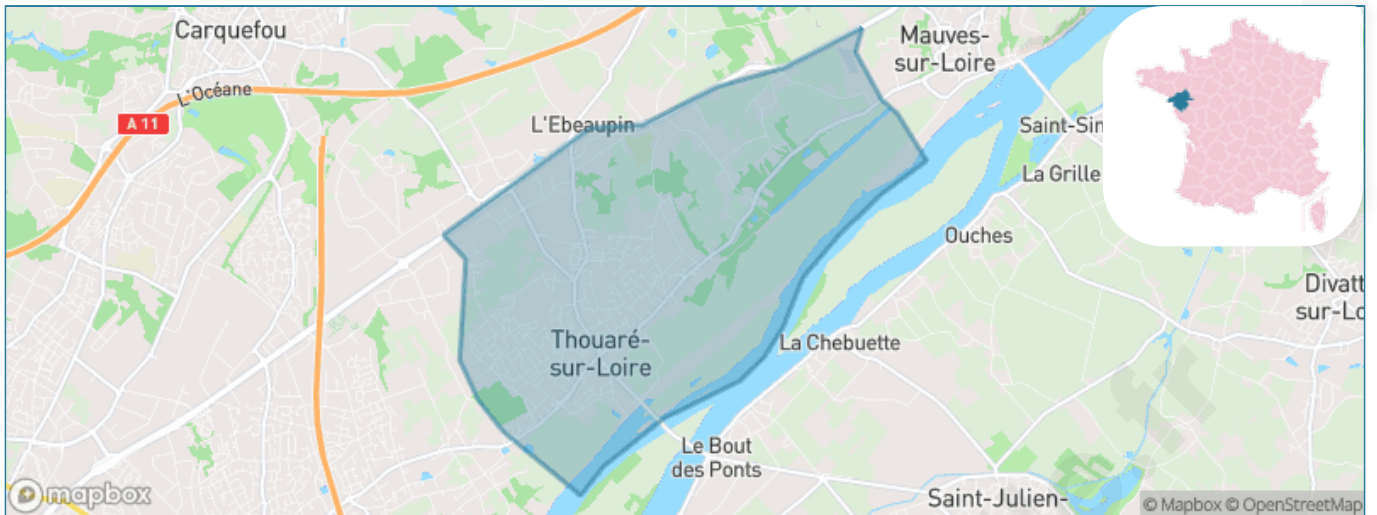 Carquefou
Mauves-
sur-Loire
L'Océane
A 11
L'Ebeaupin
Saint-Sin
La Grille
Ouches
Divatt
sur-Lo
Thouaré-
sur-Loire
La Chebuette
Le Bout
des Ponts
Saint-Julien-
mapbox
© Mapbox © OpenStreetMap